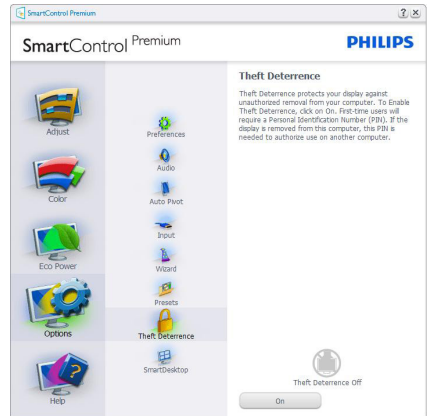 SmartControl Premium
? X
SmartControl Premium
PHILIPS
Adjust
Color
Eco Power
Options
Help
Preferences
Audio
Auto Pivot
Input
Wizard
Presets
Theft Deterrence
SmartDesktop
Theft Deterrence
Theft Deterrence protects your display against
unauthorized removal from your computer. To Enable
Theft Deterrence, click on On. First-time users will
require a Personal Identification Number (PIN). If the
display is removed from this computer, this PIN is
needed to authorize use on another computer.
Theft Deterrence Off
On